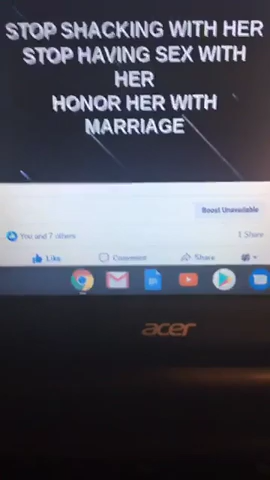 STOP SHACKING WITH HER
STOP HAVING SEX WITH
HER
HONOR HER WITH
MARRIAGE
Boost Unavailable
You and 7 others
1 Share
Like
Comment
Share
acer